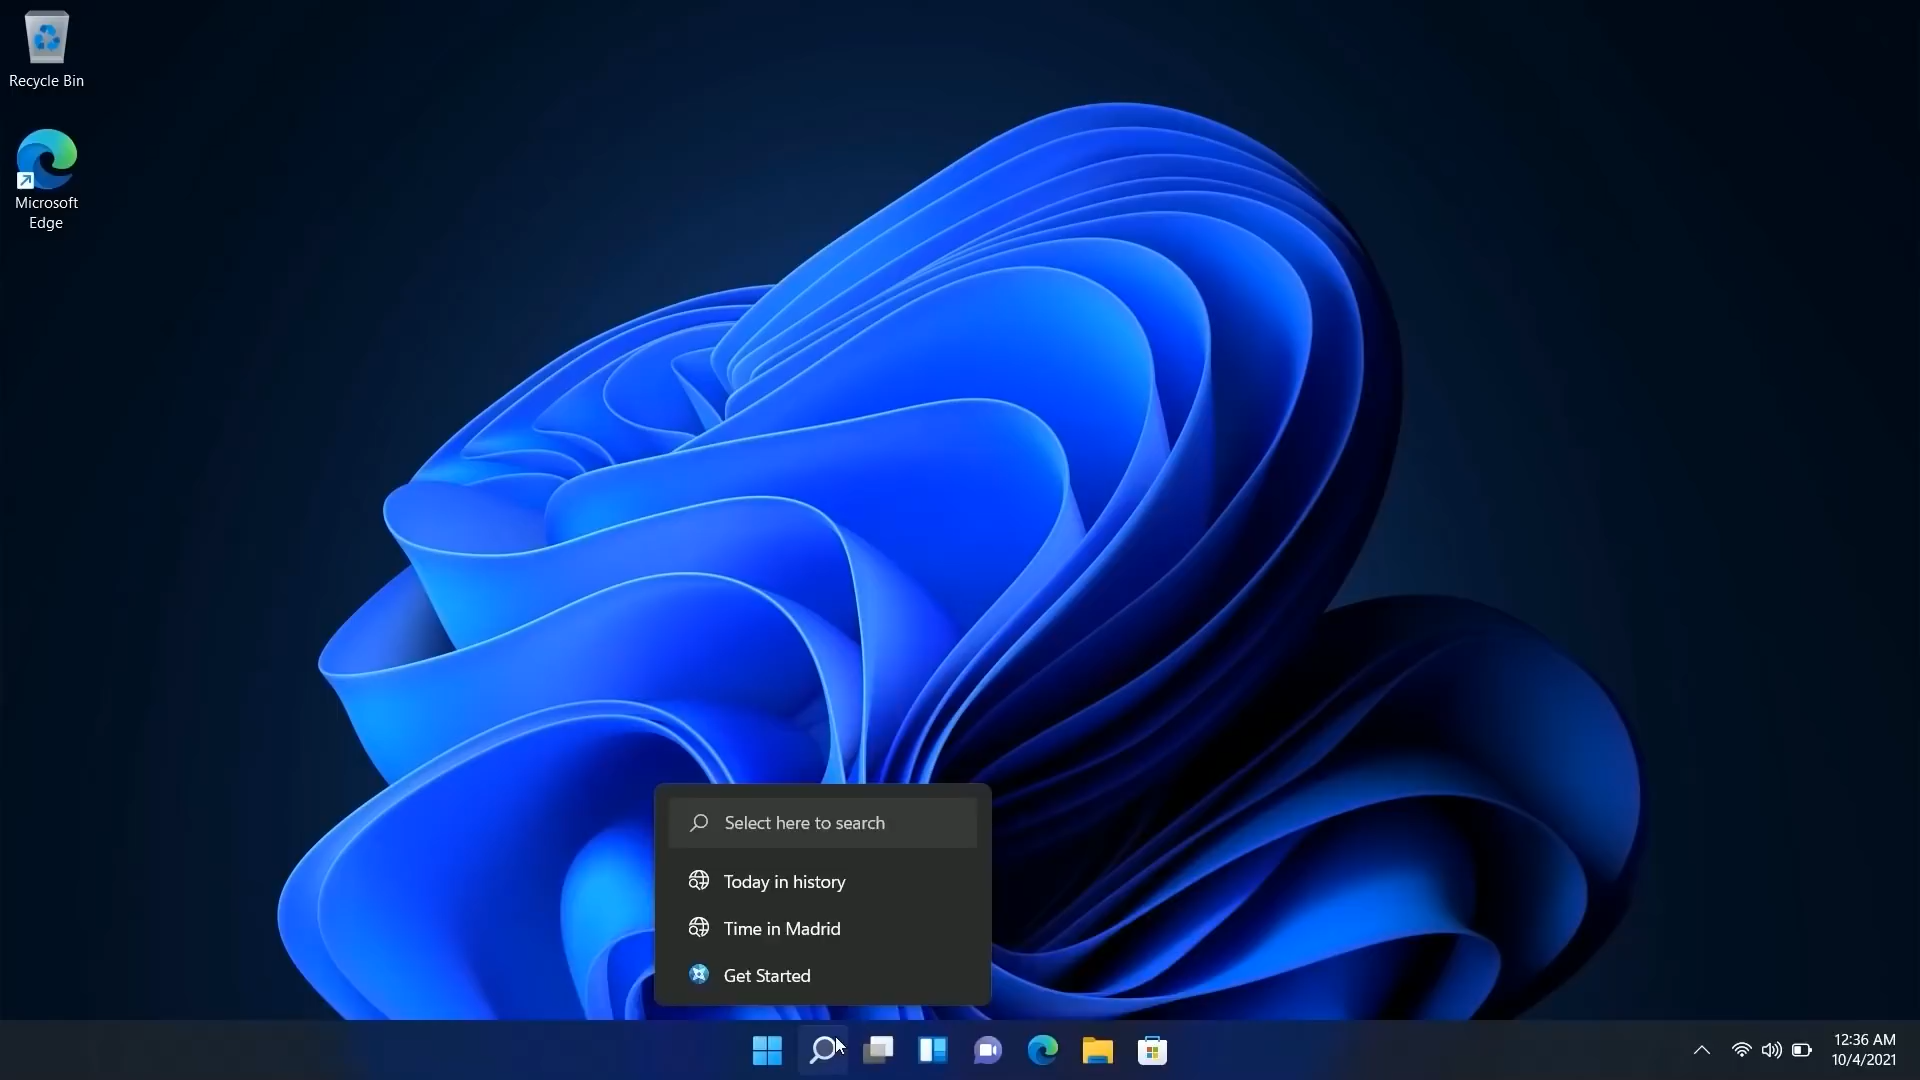 Recycle Bin
Microsoft
Edge
Select here to search
Today in history
Time in Madrid
Get Started
12:36 AM
10/4/2021